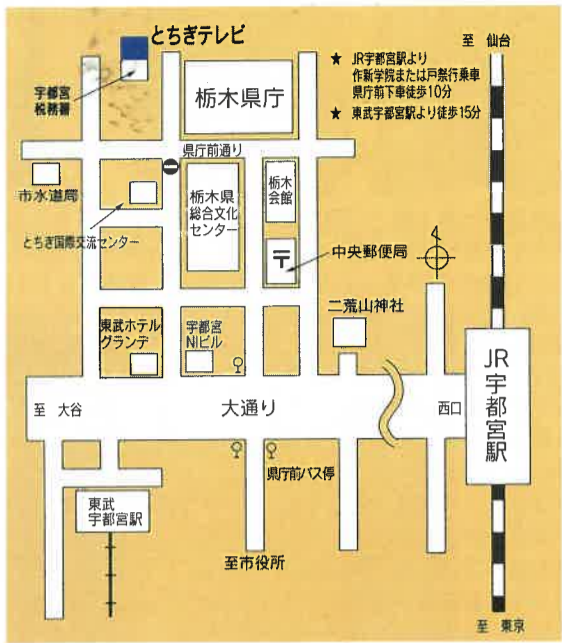 とちぎテレビ
宇都宮
税務署
栃木県庁
★ JR宇都宮駅より
作新学院または戸祭行乗車
県庁前下車徒歩10分
★ 東武宇都宮駅より徒歩15分
至 仙台
県庁前通り
市水道局
とちぎ国際交流センター
栃木県
総合文化
センター
栃木
会館
〒
中央郵便局
4
東武ホテル
グランデ
宇都宮
NIビル
二荒山神社
JR宇都宮駅
至 大谷
大通り
西口
県庁前バス停
東武
宇都宮駅
至市役所
至 東京